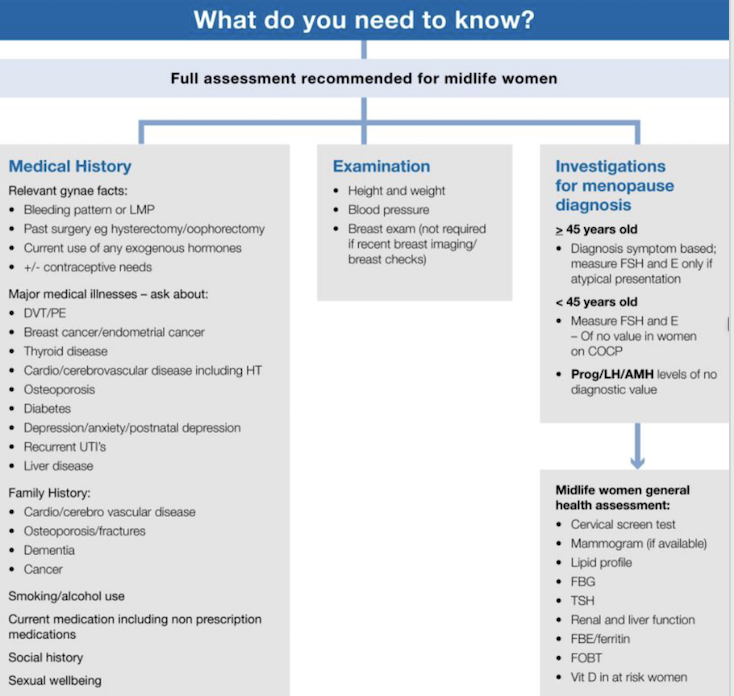 What do you need to know?
Full assessment recommended for midlife women
Medical History
Relevant gynae facts:
• Bleeding pattern or LMP
• Past surgery eg hysterectomy/oophorectomy
• Current use of any exogenous hormones
• +/- contraceptive needs
Major medical illnesses – ask about:
• DVT/PE
• Breast cancer/endometrial cancer
• Thyroid disease
• Cardio/cerebrovascular disease including HT
• Osteoporosis
• Diabetes
• Depression/anxiety/postnatal depression
• Recurrent UTI's
• Liver disease
Family History:
• Cardio/cerebro vascular disease
• Osteoporosis/fractures
• Dementia
• Cancer
Smoking/alcohol use
Current medication including non prescription
medications
Social history
Sexual wellbeing
Examination
• Height and weight
• Blood pressure
• Breast exam (not required
if recent breast imaging/
breast checks)
Investigations
for menopause
diagnosis
≥ 45 years old
• Diagnosis symptom based;
measure FSH and E only if
atypical presentation
< 45 years old
• Measure FSH and E
– Of no value in women
on COCP
• Prog/LH/AMH levels of no
diagnostic value
Midlife women general
health assessment:
• Cervical screen test
• Mammogram (if available)
• Lipid profile
• FBG
• TSH
• Renal and liver function
• FBE/ferritin
• FOBT
• Vit D in at risk women